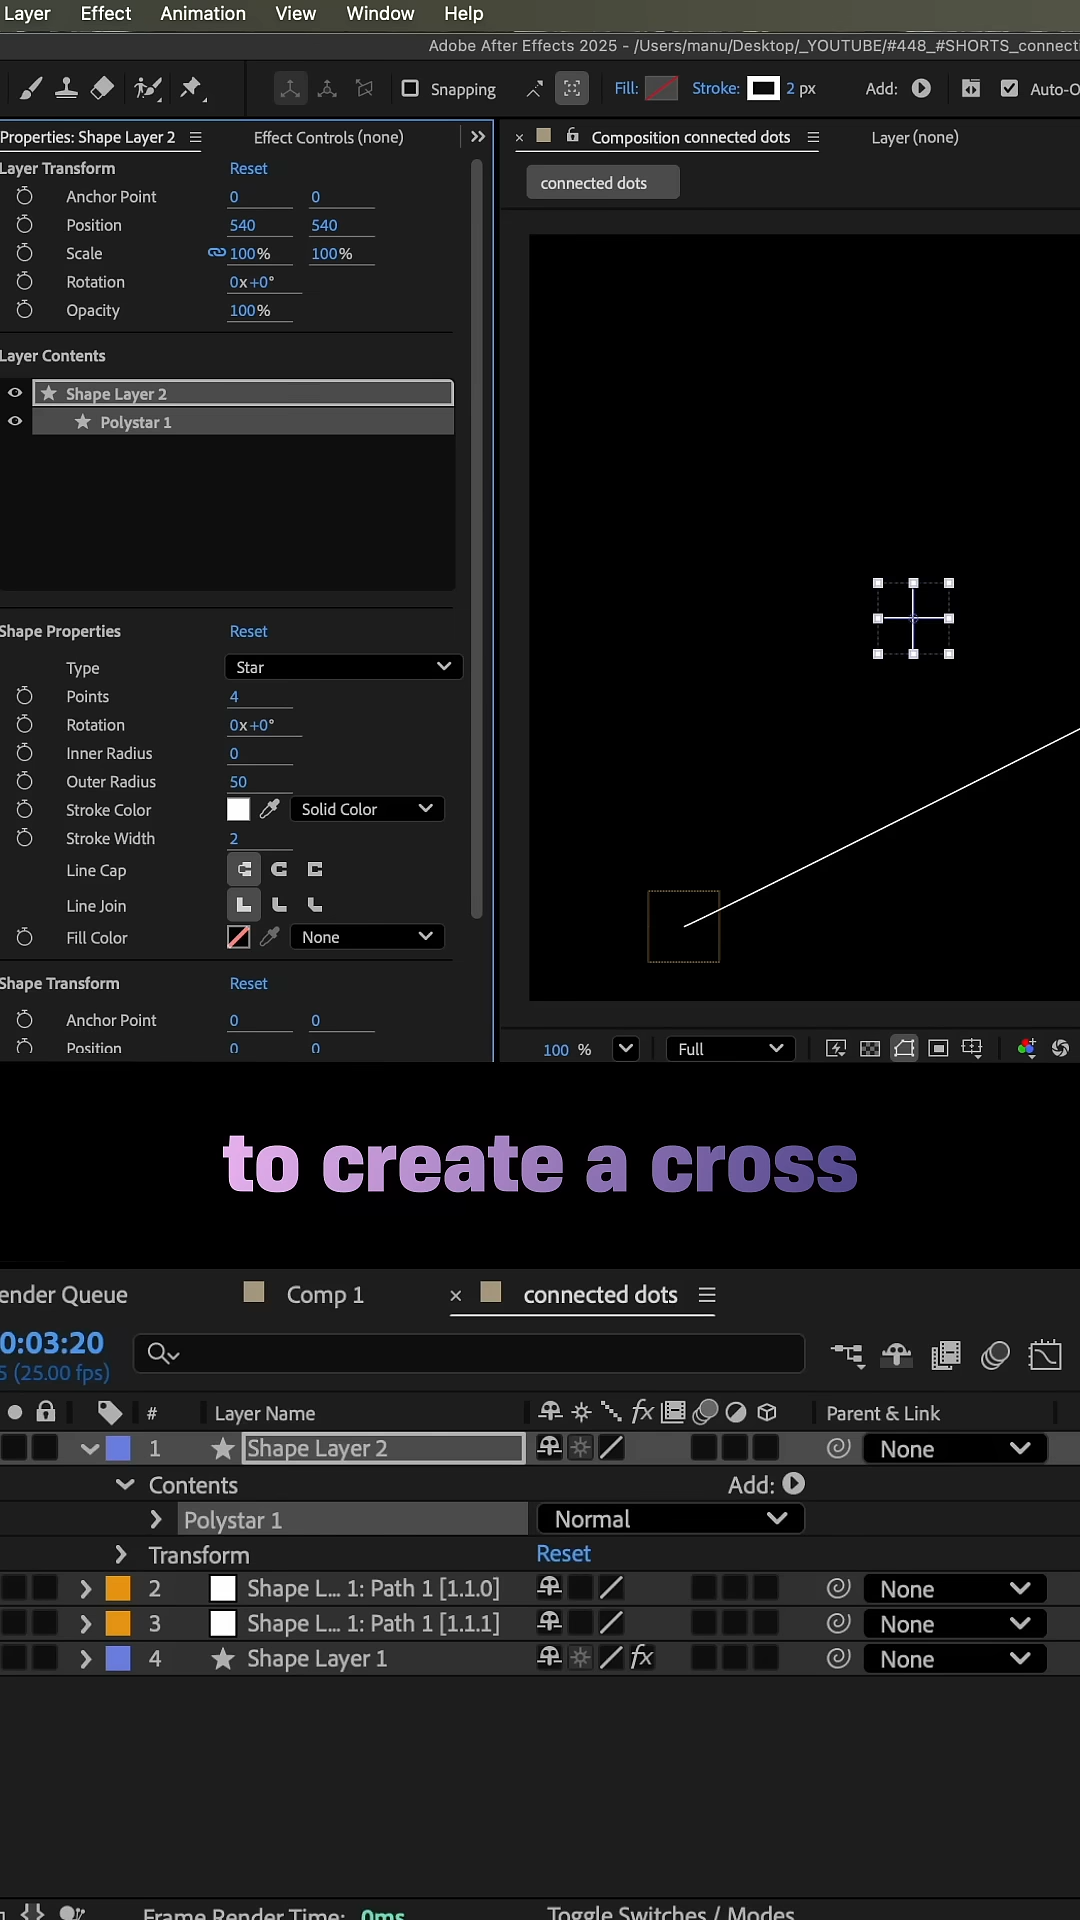 Layer Effect Animation View Window Help
Adobe After Effects 2025 - /Users/manu/Desktop/_YOUTUBE/#448_#SHORTS_connecti
Snapping Fill: Stroke: 2 px Add: Auto-O
Properties: Shape Layer 2 Effect Controls (none) Composition connected dots Layer (none)
Layer Transform Reset
connected dots
Anchor Point 0 0
Position 540 540
Scale 100% 100%
Rotation 0x+0°
Opacity 100%
Layer Contents
Shape Layer 2
Polystar 1
Shape Properties Reset
Type Star
Points 4
Rotation 0x+0°
Inner Radius 0
Outer Radius 50
Stroke Color Solid Color
Stroke Width 2
Line Cap
Line Join
Fill Color None
Shape Transform Reset
Anchor Point 0 0
Position 0 0
100 % Full
to create a cross
ender Queue Comp 1 connected dots
0:03:20
5 (25.00 fps)
# Layer Name fx Parent & Link
1 Shape Layer 2 None
Contents Add:
Polystar 1 Normal
Transform Reset
2 Shape L... 1: Path 1 [1.1.0] None
3 Shape L... 1: Path 1 [1.1.1] None
4 Shape Layer 1 fx None
Frame Render Time: 0ms Toggle Switches / Modes